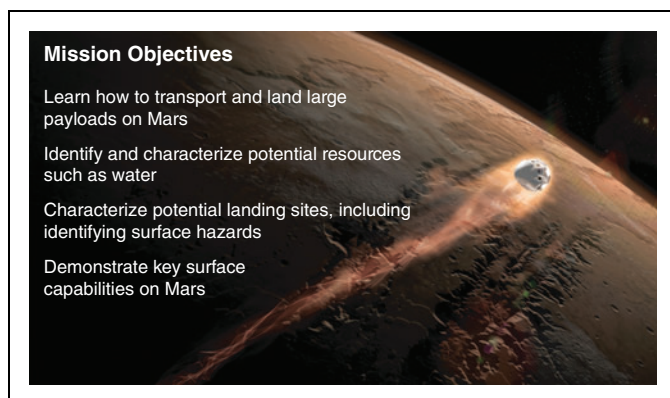 Mission Objectives
Learn how to transport and land large
payloads on Mars
Identify and characterize potential resources
such as water
Characterize potential landing sites, including
identifying surface hazards
Demonstrate key surface
capabilities on Mars